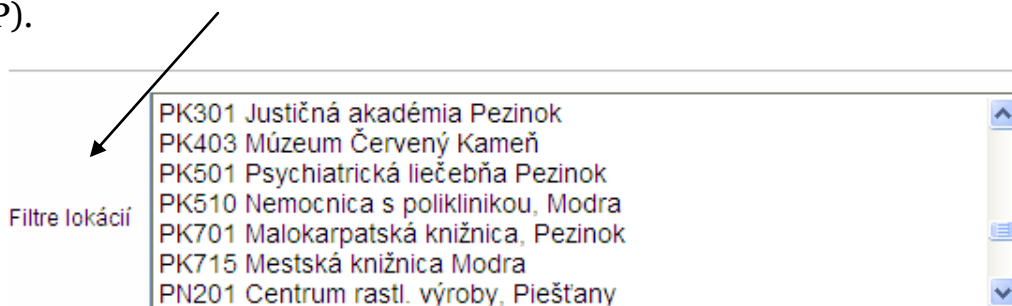 P).
PK301 Justičná akadémia Pezinok
PK403 Múzeum Červený Kameň
PK501 Psychiatrická liečebňa Pezinok
Filtre lokácií
PK510 Nemocnica s poliklinikou, Modra
PK701 Malokarpatská knižnica, Pezinok
PK715 Mestská knižnica Modra
PN201 Centrum rastl. výroby, Piešťany